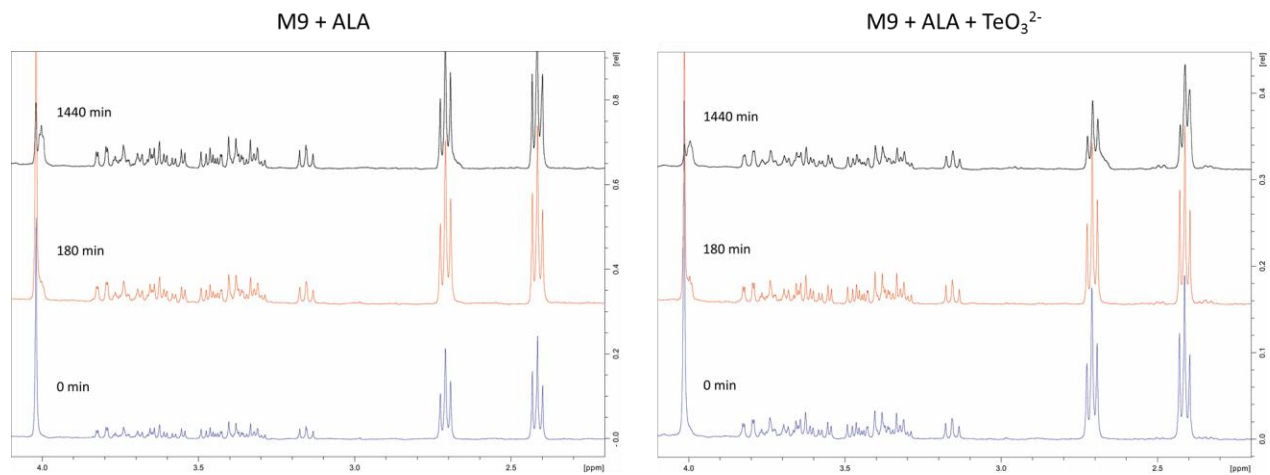 M9 + ALA
M9 + ALA + TeO₃²⁻
[rel]
0.8
0.6
0.4
0.2
- 0.0
1440 min
180 min
0 min
4.0 3.5 3.0 2.5 [ppm]
[rel]
0.4
0.3
0.2
0.1
0.0
1440 min
180 min
0 min
4.0 3.5 3.0 2.5 [ppm]